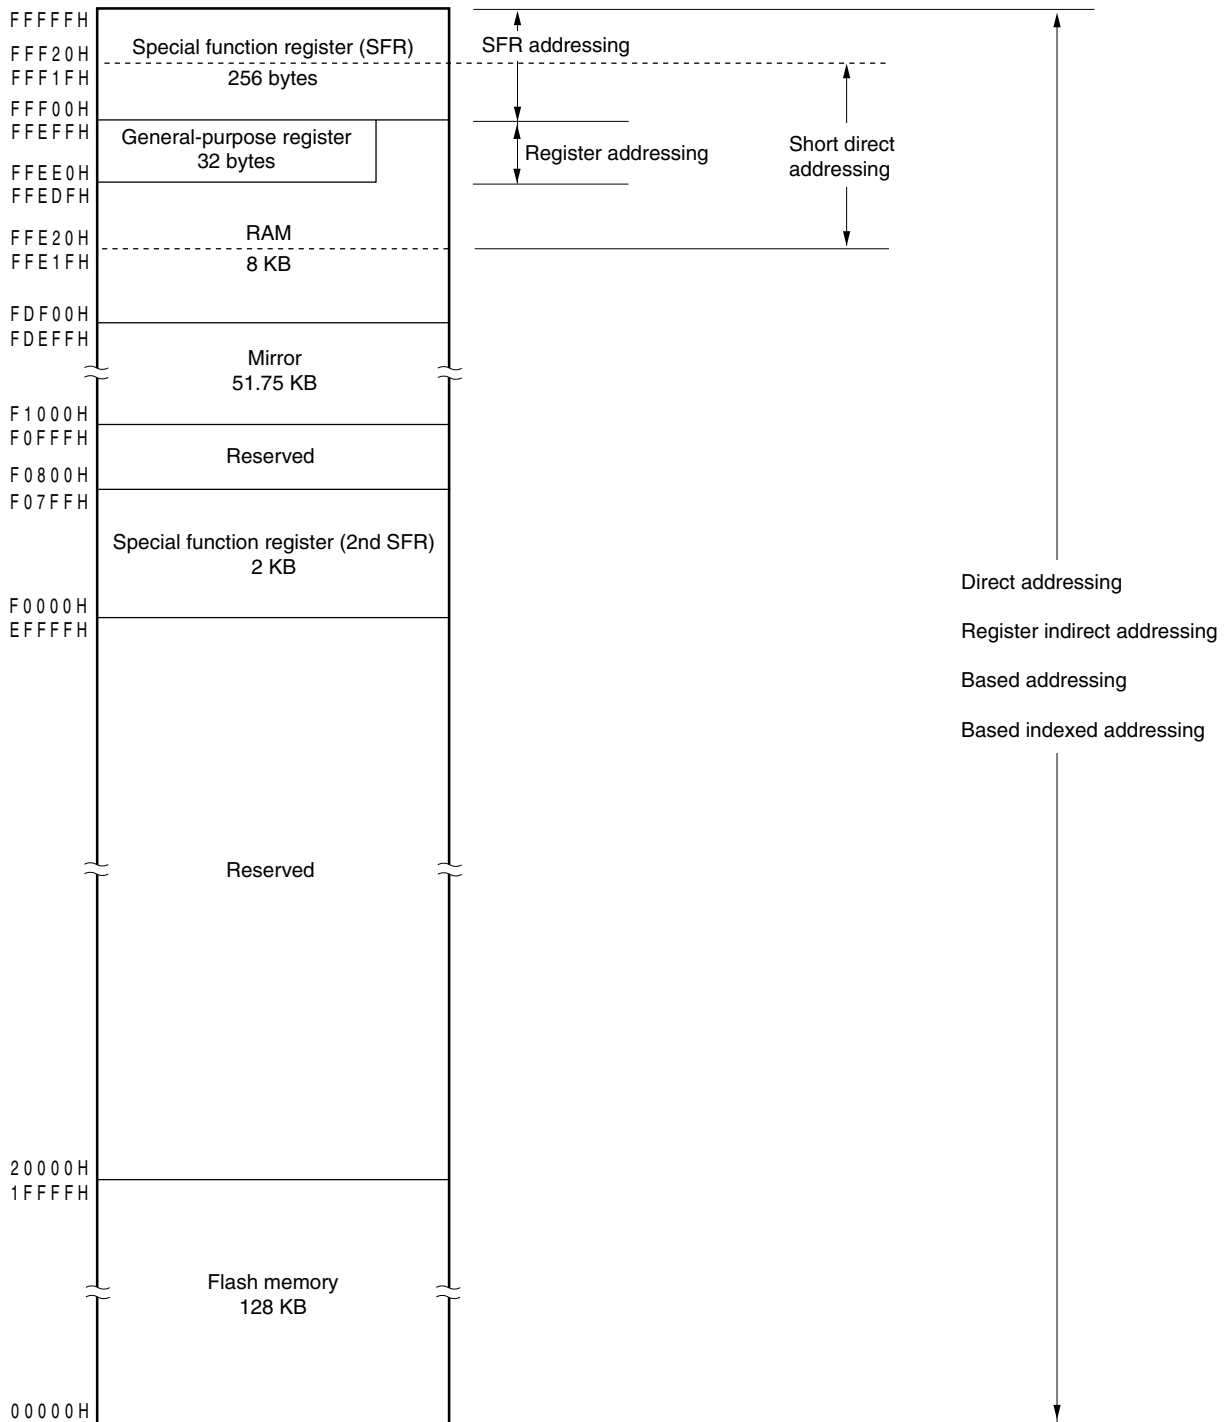 FFFFFH
Special function register (SFR)
256 bytes
SFR addressing
FFF20H
FFF1FH
FFF00H
FFEFFH
General-purpose register
32 bytes
Register addressing
Short direct
addressing
FFEE0H
FFEDFH
RAM
8 KB
FFE20H
FFE1FH
FDF00H
FDEFFH
Mirror
51.75 KB
F1000H
F0FFFH
Reserved
F0800H
F07FFH
Special function register (2nd SFR)
2 KB
F0000H
EFFFFH
Direct addressing
Register indirect addressing
Based addressing
Based indexed addressing
Reserved
20000H
1FFFFH
Flash memory
128 KB
00000H